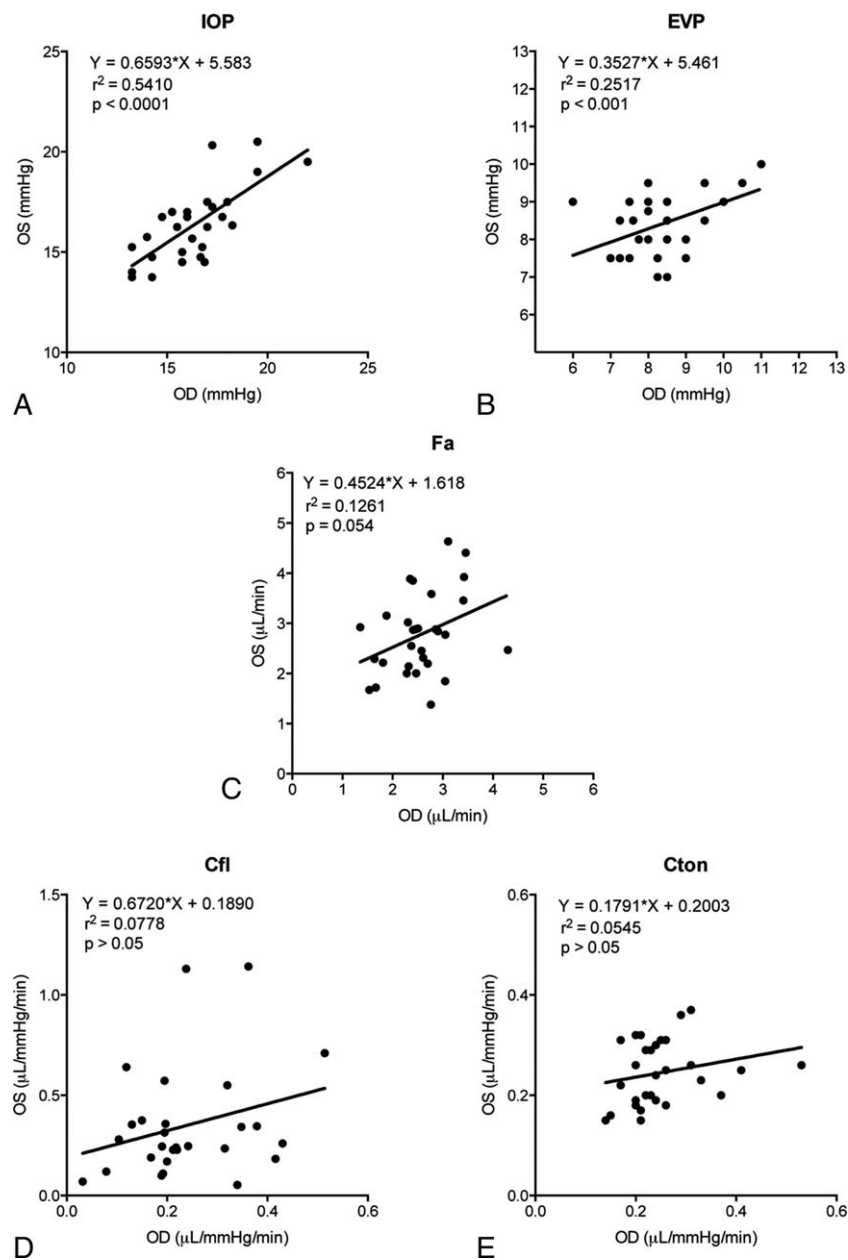 IOP
Y = 0.6593*X + 5.583
r² = 0.5410
p < 0.0001
25
20
15
10
OS (mmHg)
10 15 20 25
OD (mmHg)
A
EVP
Y = 0.3527*X + 5.461
r² = 0.2517
p < 0.001
13
12
11
10
9
8
7
6
OS (mmHg)
6 7 8 9 10 11 12 13
OD (mmHg)
B
Fa
Y = 0.4524*X + 1.618
r² = 0.1261
p = 0.054
6
5
4
3
2
1
0
OS (μL/min)
0 1 2 3 4 5 6
OD (μL/min)
C
Cfl
Y = 0.6720*X + 0.1890
r² = 0.0778
p > 0.05
1.5
1.0
0.5
0.0
OS (μL/mmHg/min)
0.0 0.2 0.4 0.6
OD (μL/mmHg/min)
D
Cton
Y = 0.1791*X + 0.2003
r² = 0.0545
p > 0.05
0.6
0.4
0.2
0.0
OS (μL/mmHg/min)
0.0 0.2 0.4 0.6
OD (μL/mmHg/min)
E